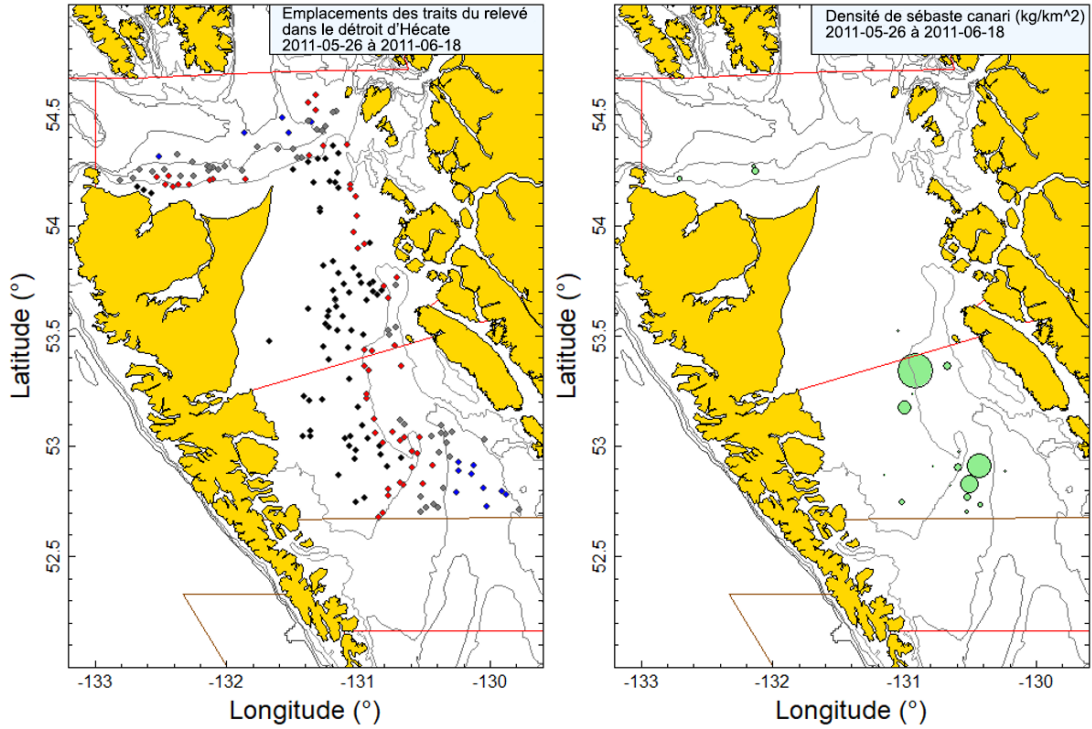 Emplacements des traits du relevé
dans le détroit d'Hécate
2011-05-26 à 2011-06-18
Latitude (°)
54.5
54
53.5
53
52.5
-133
-132
-131
-130
Longitude (°)
Densité de sébaste canari (kg/km^2)
2011-05-26 à 2011-06-18
Latitude (°)
54.5
54
53.5
53
52.5
-133
-132
-131
-130
Longitude (°)